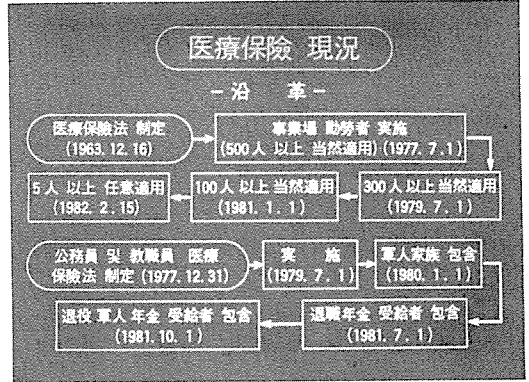 医療保險 現況
- 沿 革 -
医療保險法 制定
(1963. 12. 16)
事業場 勤勞者 実施
(500人 以上 当然適用) (1977. 7. 1)
300人 以上 当然適用
(1979. 7. 1)
100人 以上 当然適用
(1981. 1. 1)
5人 以上 任意適用
(1982. 2. 15)
公務員 및 教職員 医療
保險法 制定 (1977. 12. 31)
実 施
(1979. 7. 1)
軍人家族 包含
(1980. 1. 1)
退職年金 受給者 包含
(1981. 7. 1)
退役 軍人 年金 受給者 包含
(1981. 10. 1)